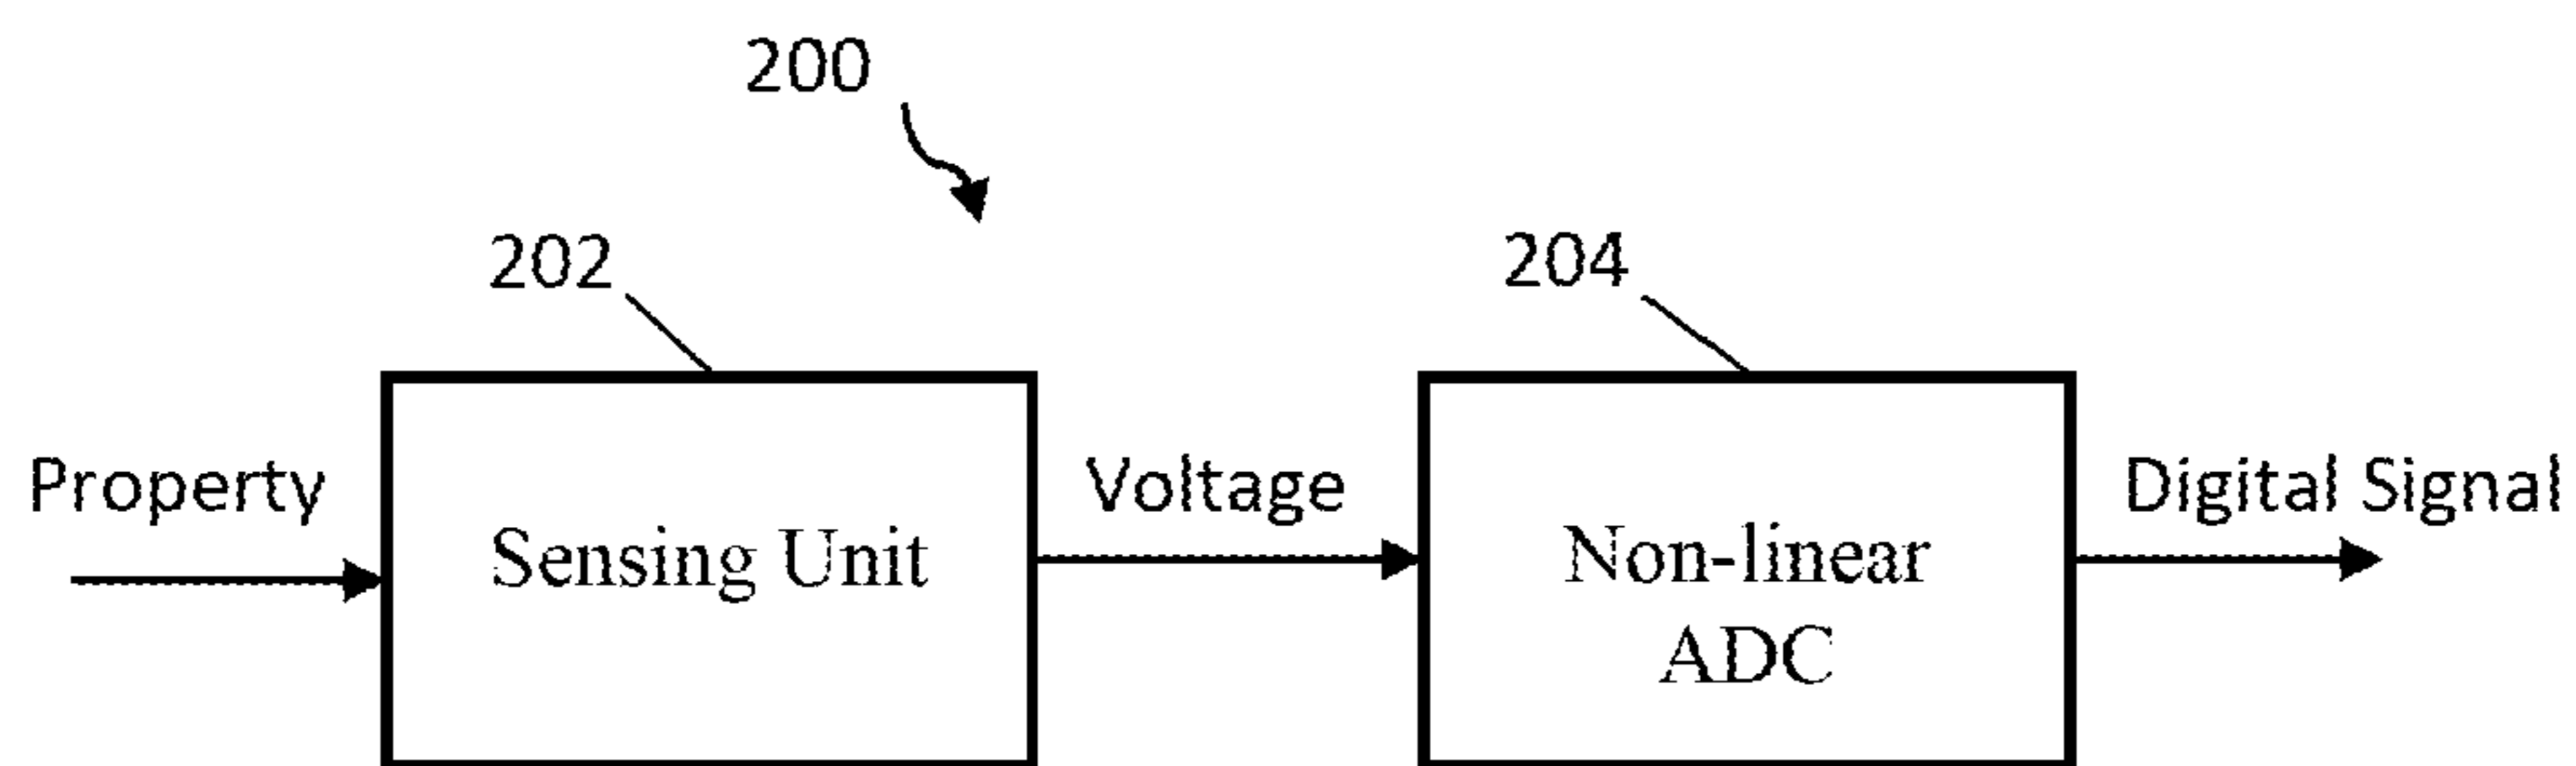 200
202
204
Property
Sensing Unit
Voltage
Non-linear
ADC
Digital Signal